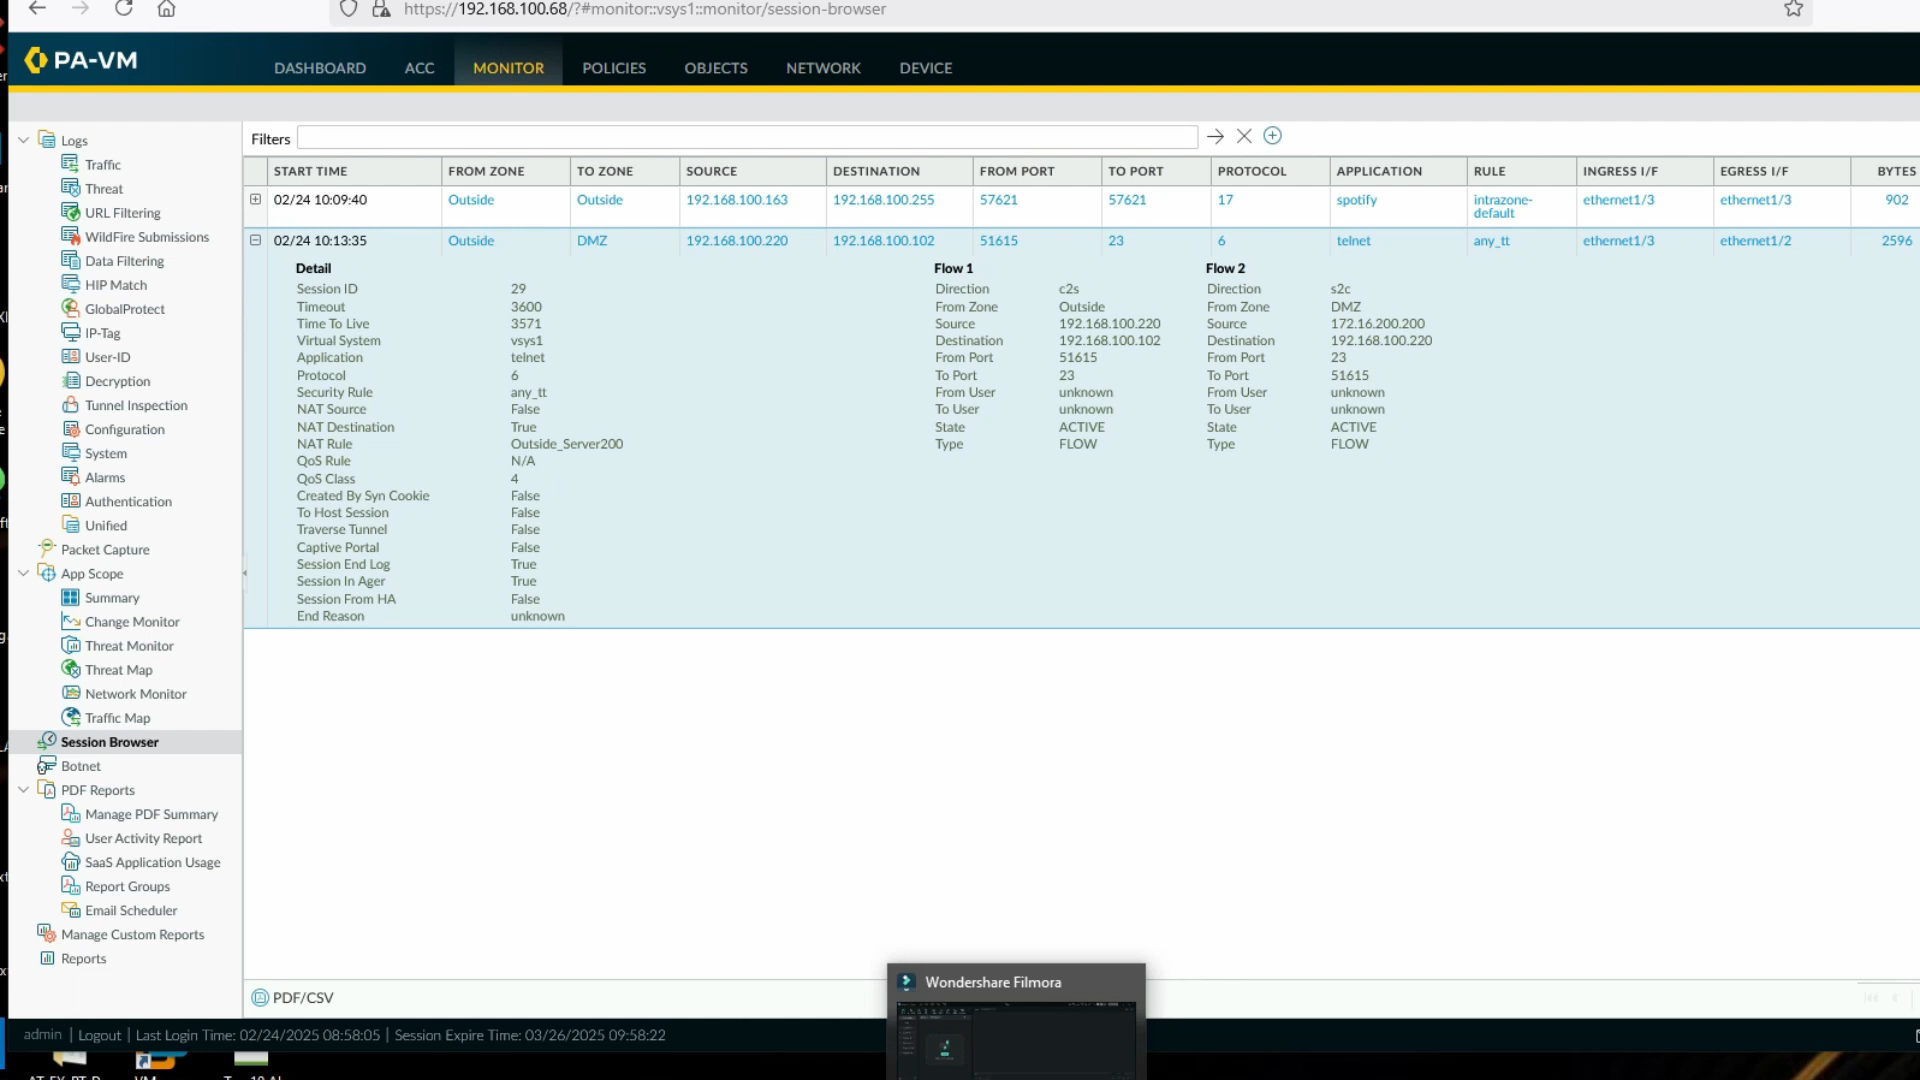 https://192.168.100.68/?#monitor::vsys1::monitor/session-browser
PA-VM
DASHBOARD ACC MONITOR POLICIES OBJECTS NETWORK DEVICE
Logs
Traffic
Threat
URL Filtering
WildFire Submissions
Data Filtering
HIP Match
GlobalProtect
IP-Tag
User-ID
Decryption
Tunnel Inspection
Configuration
System
Alarms
Authentication
Unified
Packet Capture
App Scope
Summary
Change Monitor
Threat Monitor
Threat Map
Network Monitor
Traffic Map
Session Browser
Botnet
PDF Reports
Manage PDF Summary
User Activity Report
SaaS Application Usage
Report Groups
Email Scheduler
Manage Custom Reports
Reports
Filters
START TIME FROM ZONE TO ZONE SOURCE DESTINATION FROM PORT TO PORT PROTOCOL APPLICATION RULE INGRESS I/F EGRESS I/F BYTES
02/24 10:09:40 Outside Outside 192.168.100.163 192.168.100.255 57621 57621 17 spotify intrazone-default ethernet1/3 ethernet1/3 902
02/24 10:13:35 Outside DMZ 192.168.100.220 192.168.100.102 51615 23 6 telnet any_tt ethernet1/3 ethernet1/2 2596
Detail
Session ID 29
Timeout 3600
Time To Live 3571
Virtual System vsys1
Application telnet
Protocol 6
Security Rule any_tt
NAT Source False
NAT Destination True
NAT Rule Outside_Server200
QoS Rule N/A
QoS Class 4
Created By Syn Cookie False
To Host Session False
Traverse Tunnel False
Captive Portal False
Session End Log True
Session In Ager True
Session From HA False
End Reason unknown
Flow 1
Direction c2s
From Zone Outside
Source 192.168.100.220
Destination 192.168.100.102
From Port 51615
To Port 23
From User unknown
To User unknown
State ACTIVE
Type FLOW
Flow 2
Direction s2c
From Zone DMZ
Source 172.16.200.200
Destination 192.168.100.220
From Port 23
To Port 51615
From User unknown
To User unknown
State ACTIVE
Type FLOW
PDF/CSV
Wondershare Filmora
admin | Logout | Last Login Time: 02/24/2025 08:58:05 | Session Expire Time: 03/26/2025 09:58:22